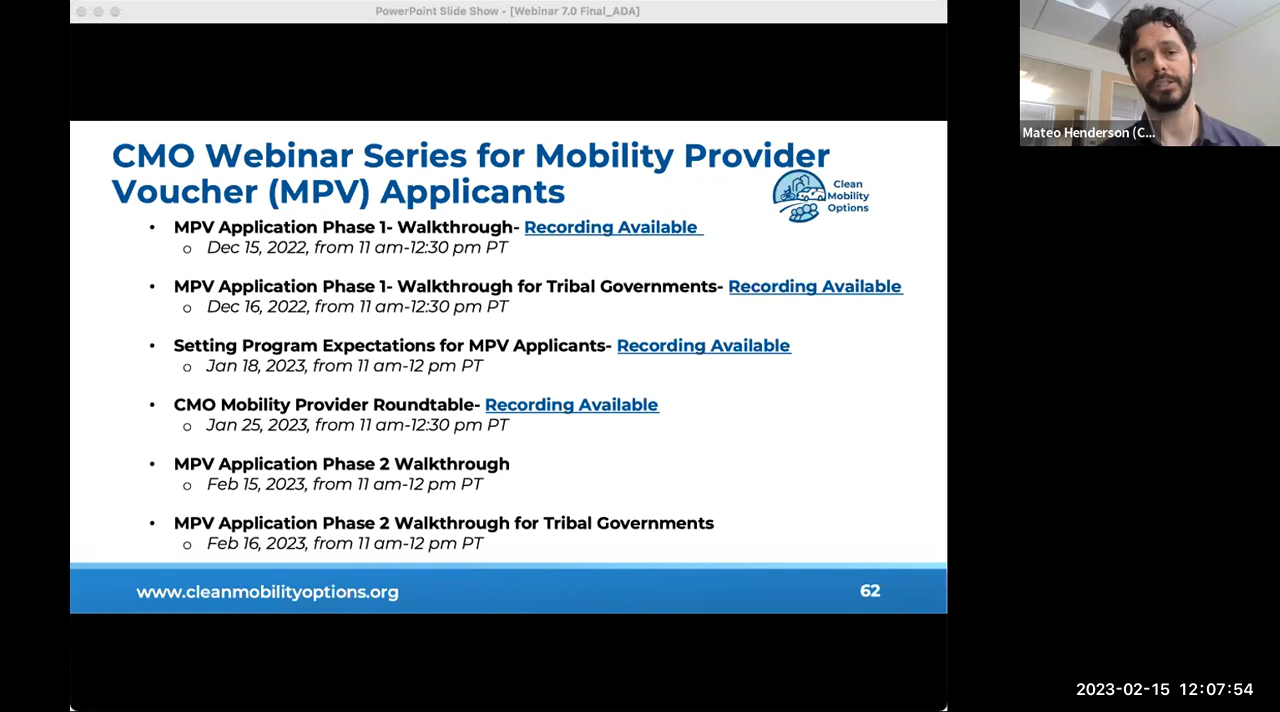 PowerPoint Slide Show - [Webinar 7.0 Final_ADA]
CMO Webinar Series for Mobility Provider
Voucher (MPV) Applicants
Clean
Mobility
Options
• MPV Application Phase 1- Walkthrough- Recording Available
o Dec 15, 2022, from 11 am-12:30 pm PT
• MPV Application Phase 1- Walkthrough for Tribal Governments- Recording Available
o Dec 16, 2022, from 11 am-12:30 pm PT
• Setting Program Expectations for MPV Applicants- Recording Available
o Jan 18, 2023, from 11 am-12 pm PT
• CMO Mobility Provider Roundtable- Recording Available
o Jan 25, 2023, from 11 am-12:30 pm PT
• MPV Application Phase 2 Walkthrough
o Feb 15, 2023, from 11 am-12 pm PT
• MPV Application Phase 2 Walkthrough for Tribal Governments
o Feb 16, 2023, from 11 am-12 pm PT
www.cleanmobilityoptions.org
62
Mateo Henderson (C...
2023-02-15 12:07:54